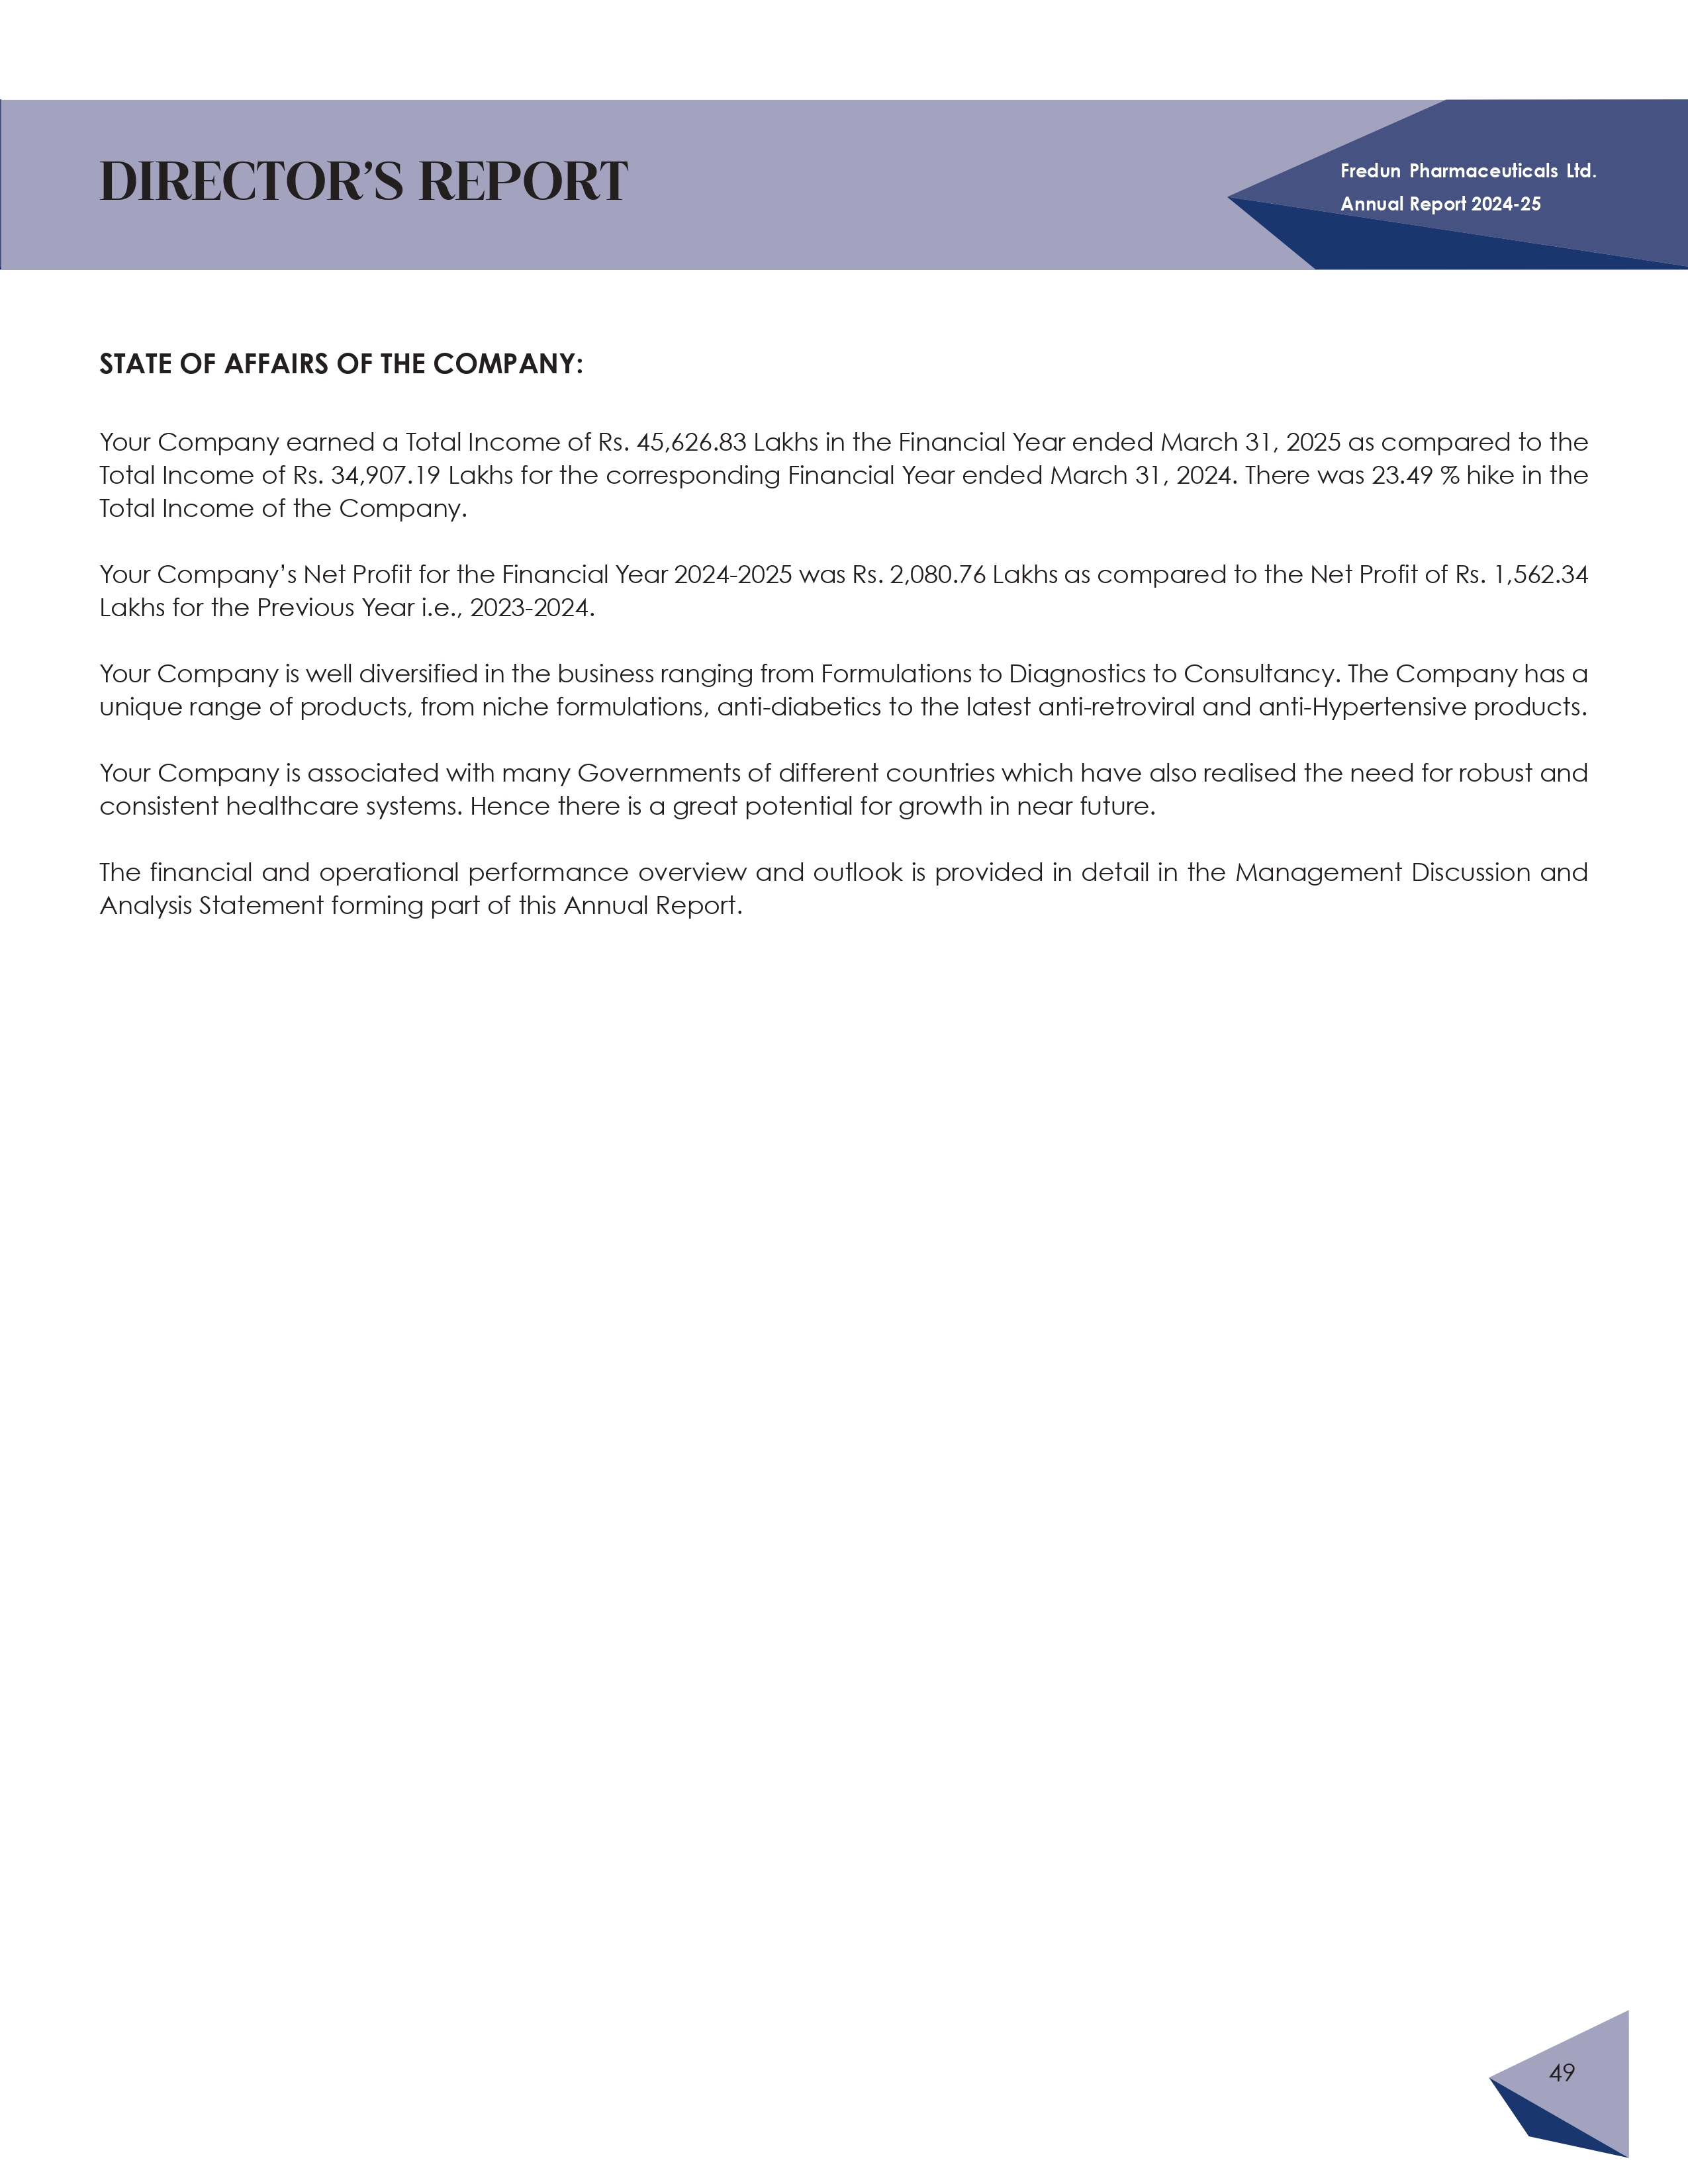 DIRECTOR’S REPORT
Fredun Pharmaceuticals Ltd.
Annual Report 2024-25
STATE OF AFFAIRS OF THE COMPANY:
Your Company earned a Total Income of Rs. 45,626.83 Lakhs in the Financial Year ended March 31, 2025 as compared to the
Total Income of Rs. 34,907.19 Lakhs for the corresponding Financial Year ended March 31, 2024. There was 23.49 % hike in the
Total Income of the Company.
Your Company’s Net Profit for the Financial Year 2024-2025 was Rs. 2,080.76 Lakhs as compared to the Net Profit of Rs. 1,562.34
Lakhs for the Previous Year i.e., 2023-2024.
Your Company is well diversified in the business ranging from Formulations to Diagnostics to Consultancy. The Company has a
unique range of products, from niche formulations, anti-diabetics to the latest anti-retroviral and anti-Hypertensive products.
Your Company is associated with many Governments of different countries which have also realised the need for robust and
consistent healthcare systems. Hence there is a great potential for growth in near future.
The financial and operational performance overview and outlook is provided in detail in the Management Discussion and
Analysis Statement forming part of this Annual Report.
49